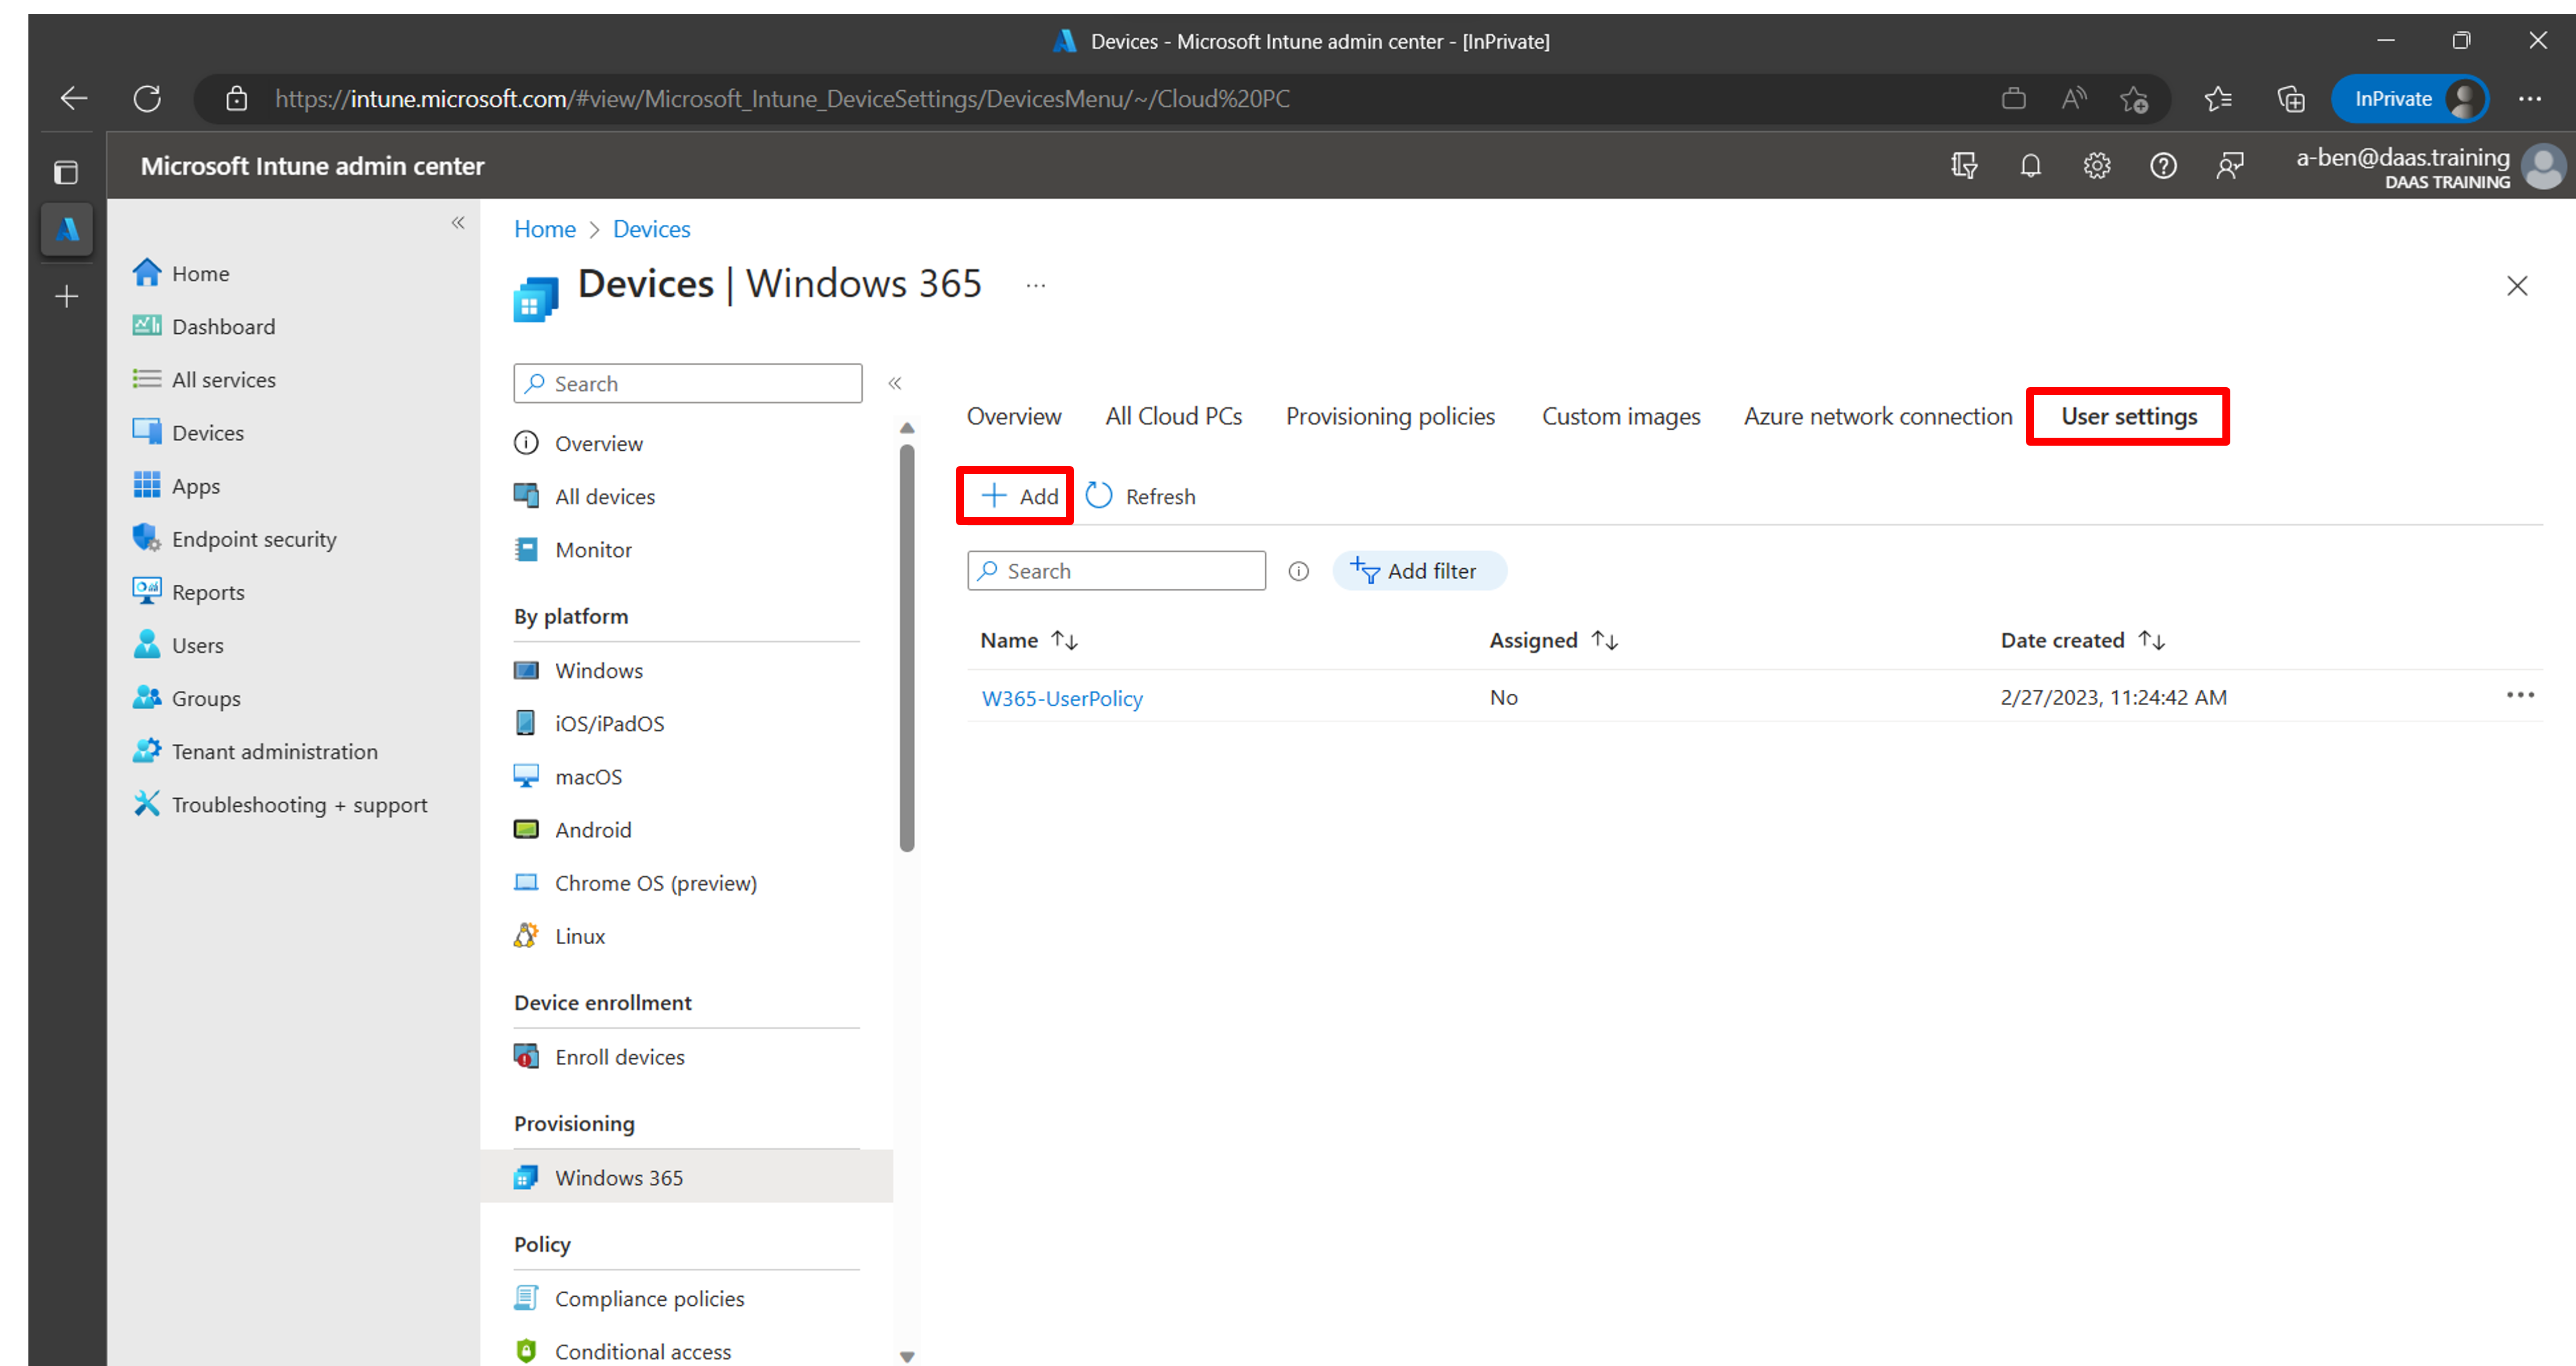 Devices - Microsoft Intune admin center - [InPrivate]
https://intune.microsoft.com/#view/Microsoft_Intune_DeviceSettings/DevicesMenu/~/Cloud%20PC
InPrivate
Microsoft Intune admin center
a-ben@daas.training
DAAS TRAINING
Home
Dashboard
All services
Devices
Apps
Endpoint security
Reports
Users
Groups
Tenant administration
Troubleshooting + support
Home > Devices
Devices | Windows 365 ...
Search
Overview
All devices
Monitor
By platform
Windows
iOS/iPadOS
macOS
Android
Chrome OS (preview)
Linux
Device enrollment
Enroll devices
Provisioning
Windows 365
Policy
Compliance policies
Conditional access
Overview All Cloud PCs Provisioning policies Custom images Azure network connection User settings
Add Refresh
Search Add filter
Name Assigned Date created
W365-UserPolicy No 2/27/2023, 11:24:42 AM